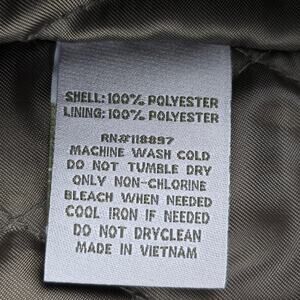 SHELL: 100% POLYESTER
LINING: 100% POLYESTER
RN#118897
MACHINE WASH COLD
DO NOT TUMBLE DRY
ONLY NON-CHLORINE
BLEACH WHEN NEEDED
COOL IRON IF NEEDED
DO NOT DRYCLEAN
MADE IN VIETNAM